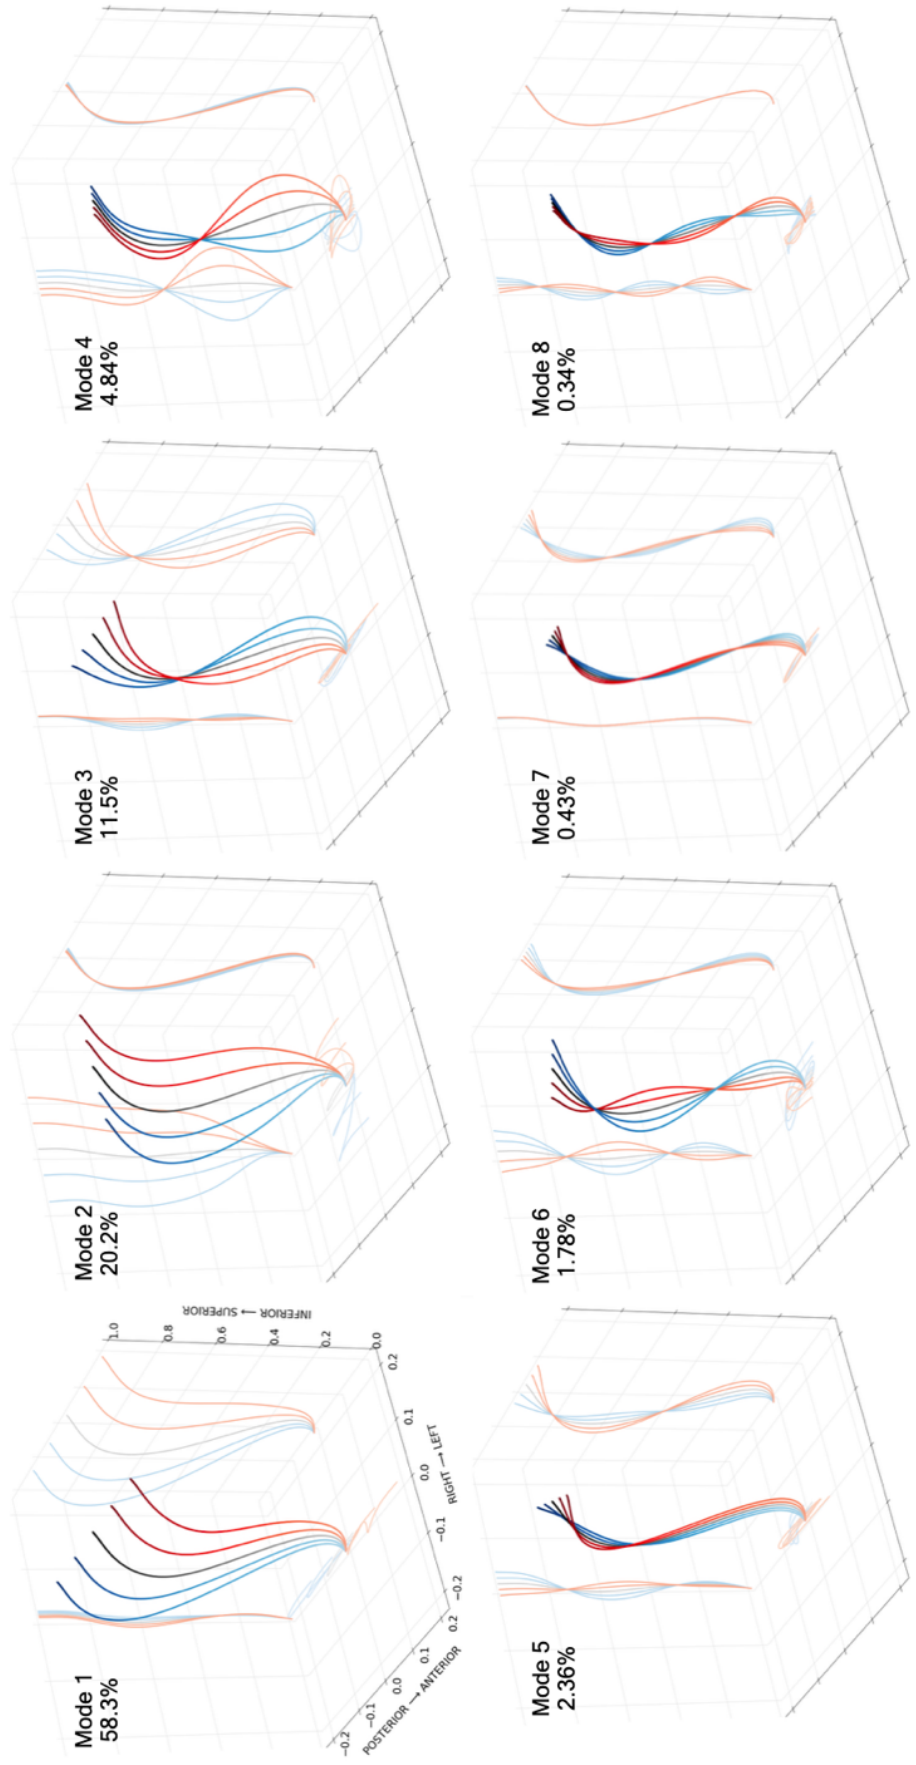 Mode 1
58.3%
1.0
0.8
0.6
0.4
0.2
0.0
INFERIOR → SUPERIOR
0.2
0.1
0.0
−0.1
−0.2
RIGHT → LEFT
0.2
0.1
0.0
−0.1
−0.2
POSTERIOR → ANTERIOR
Mode 2
20.2%
Mode 3
11.5%
Mode 4
4.84%
Mode 5
2.36%
Mode 6
1.78%
Mode 7
0.43%
Mode 8
0.34%